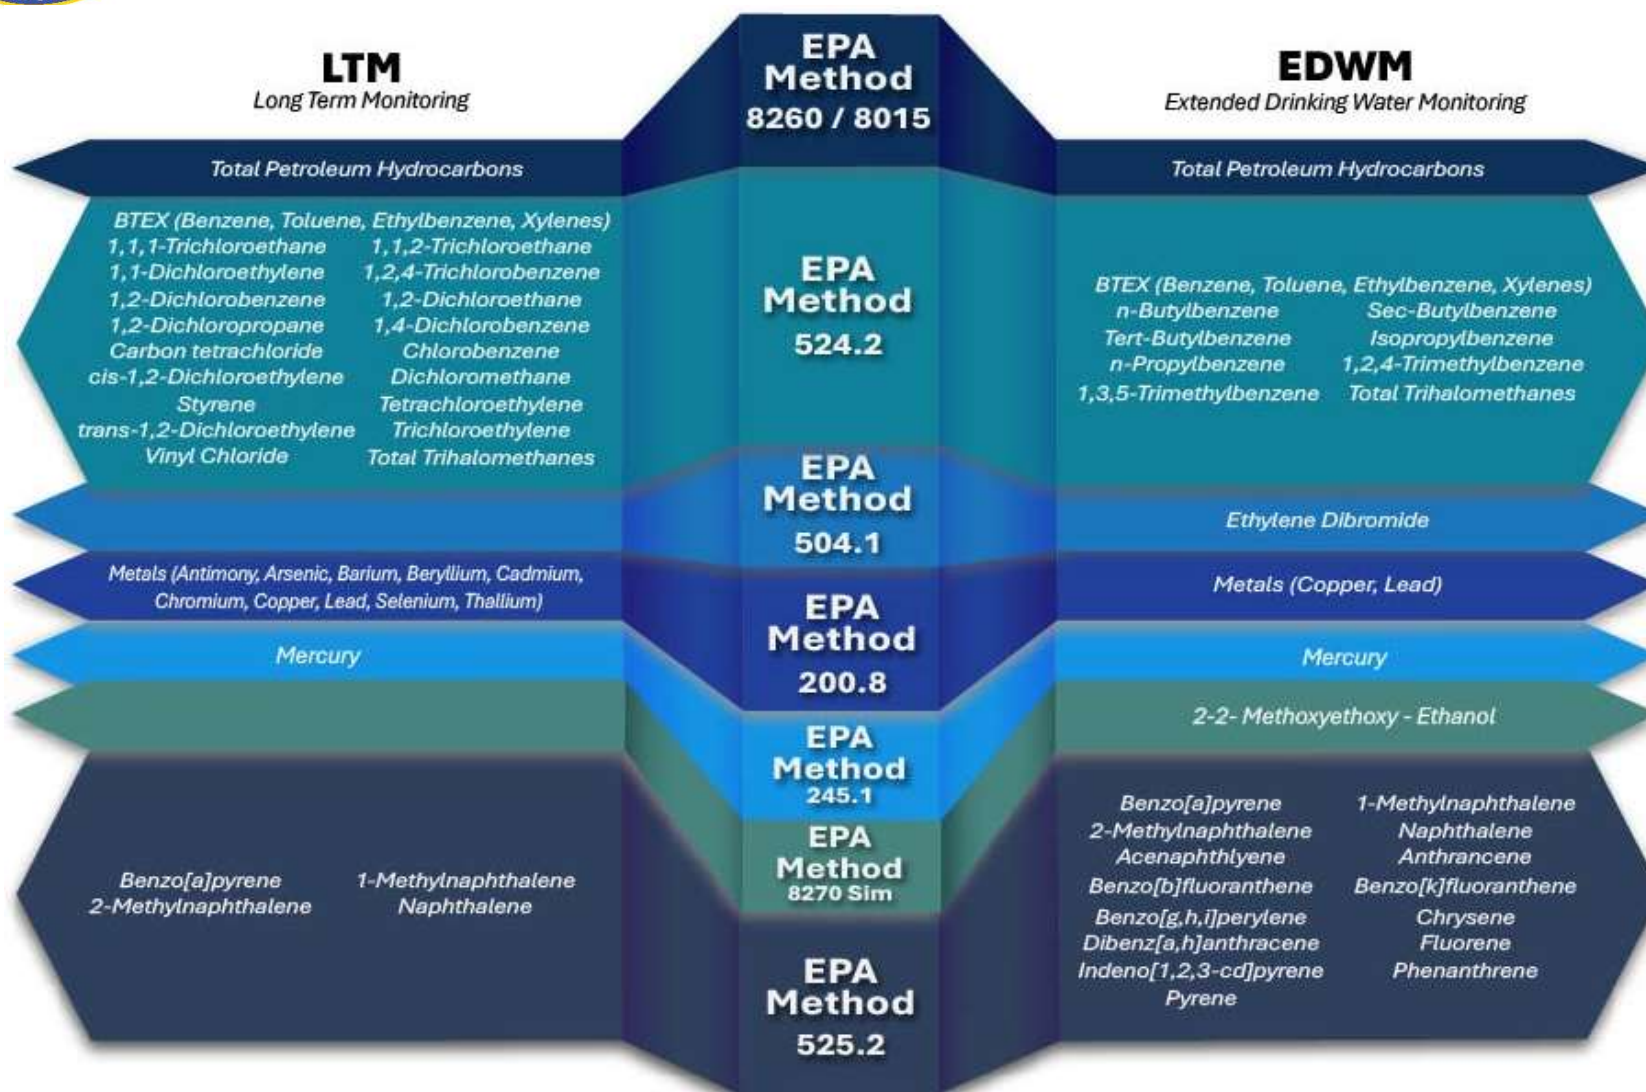 LTM
Long Term Monitoring
EPA
Method
8260 / 8015
EDWM
Extended Drinking Water Monitoring
Total Petroleum Hydrocarbons
Total Petroleum Hydrocarbons
BTEX (Benzene, Toluene, Ethylbenzene, Xylenes)
1,1,1-Trichloroethane 1,1,2-Trichloroethane
1,1-Dichloroethylene 1,2,4-Trichlorobenzene
1,2-Dichlorobenzene 1,2-Dichloroethane
1,2-Dichloropropane 1,4-Dichlorobenzene
Carbon tetrachloride Chlorobenzene
cis-1,2-Dichloroethylene Dichloromethane
Styrene Tetrachloroethylene
trans-1,2-Dichloroethylene Trichloroethylene
Vinyl Chloride Total Trihalomethanes
EPA
Method
524.2
BTEX (Benzene, Toluene, Ethylbenzene, Xylenes)
n-Butylbenzene Sec-Butylbenzene
Tert-Butylbenzene Isopropylbenzene
n-Propylbenzene 1,2,4-Trimethylbenzene
1,3,5-Trimethylbenzene Total Trihalomethanes
EPA
Method
504.1
Ethylene Dibromide
Metals (Antimony, Arsenic, Barium, Beryllium, Cadmium,
Chromium, Copper, Lead, Selenium, Thallium)
EPA
Method
200.8
Metals (Copper, Lead)
Mercury
EPA
Method
245.1
Mercury
EPA
Method
8270 Sim
2-2- Methoxyethoxy - Ethanol
Benzo[a]pyrene 1-Methylnaphthalene
2-Methylnaphthalene Naphthalene
EPA
Method
525.2
Benzo[a]pyrene 1-Methylnaphthalene
2-Methylnaphthalene Naphthalene
Acenaphthlyene Anthrancene
Benzo[b]fluoranthene Benzo[k]fluoranthene
Benzo[g,h,i]perylene Chrysene
Dibenz[a,h]anthracene Fluorene
Indeno[1,2,3-cd]pyrene Phenanthrene
Pyrene